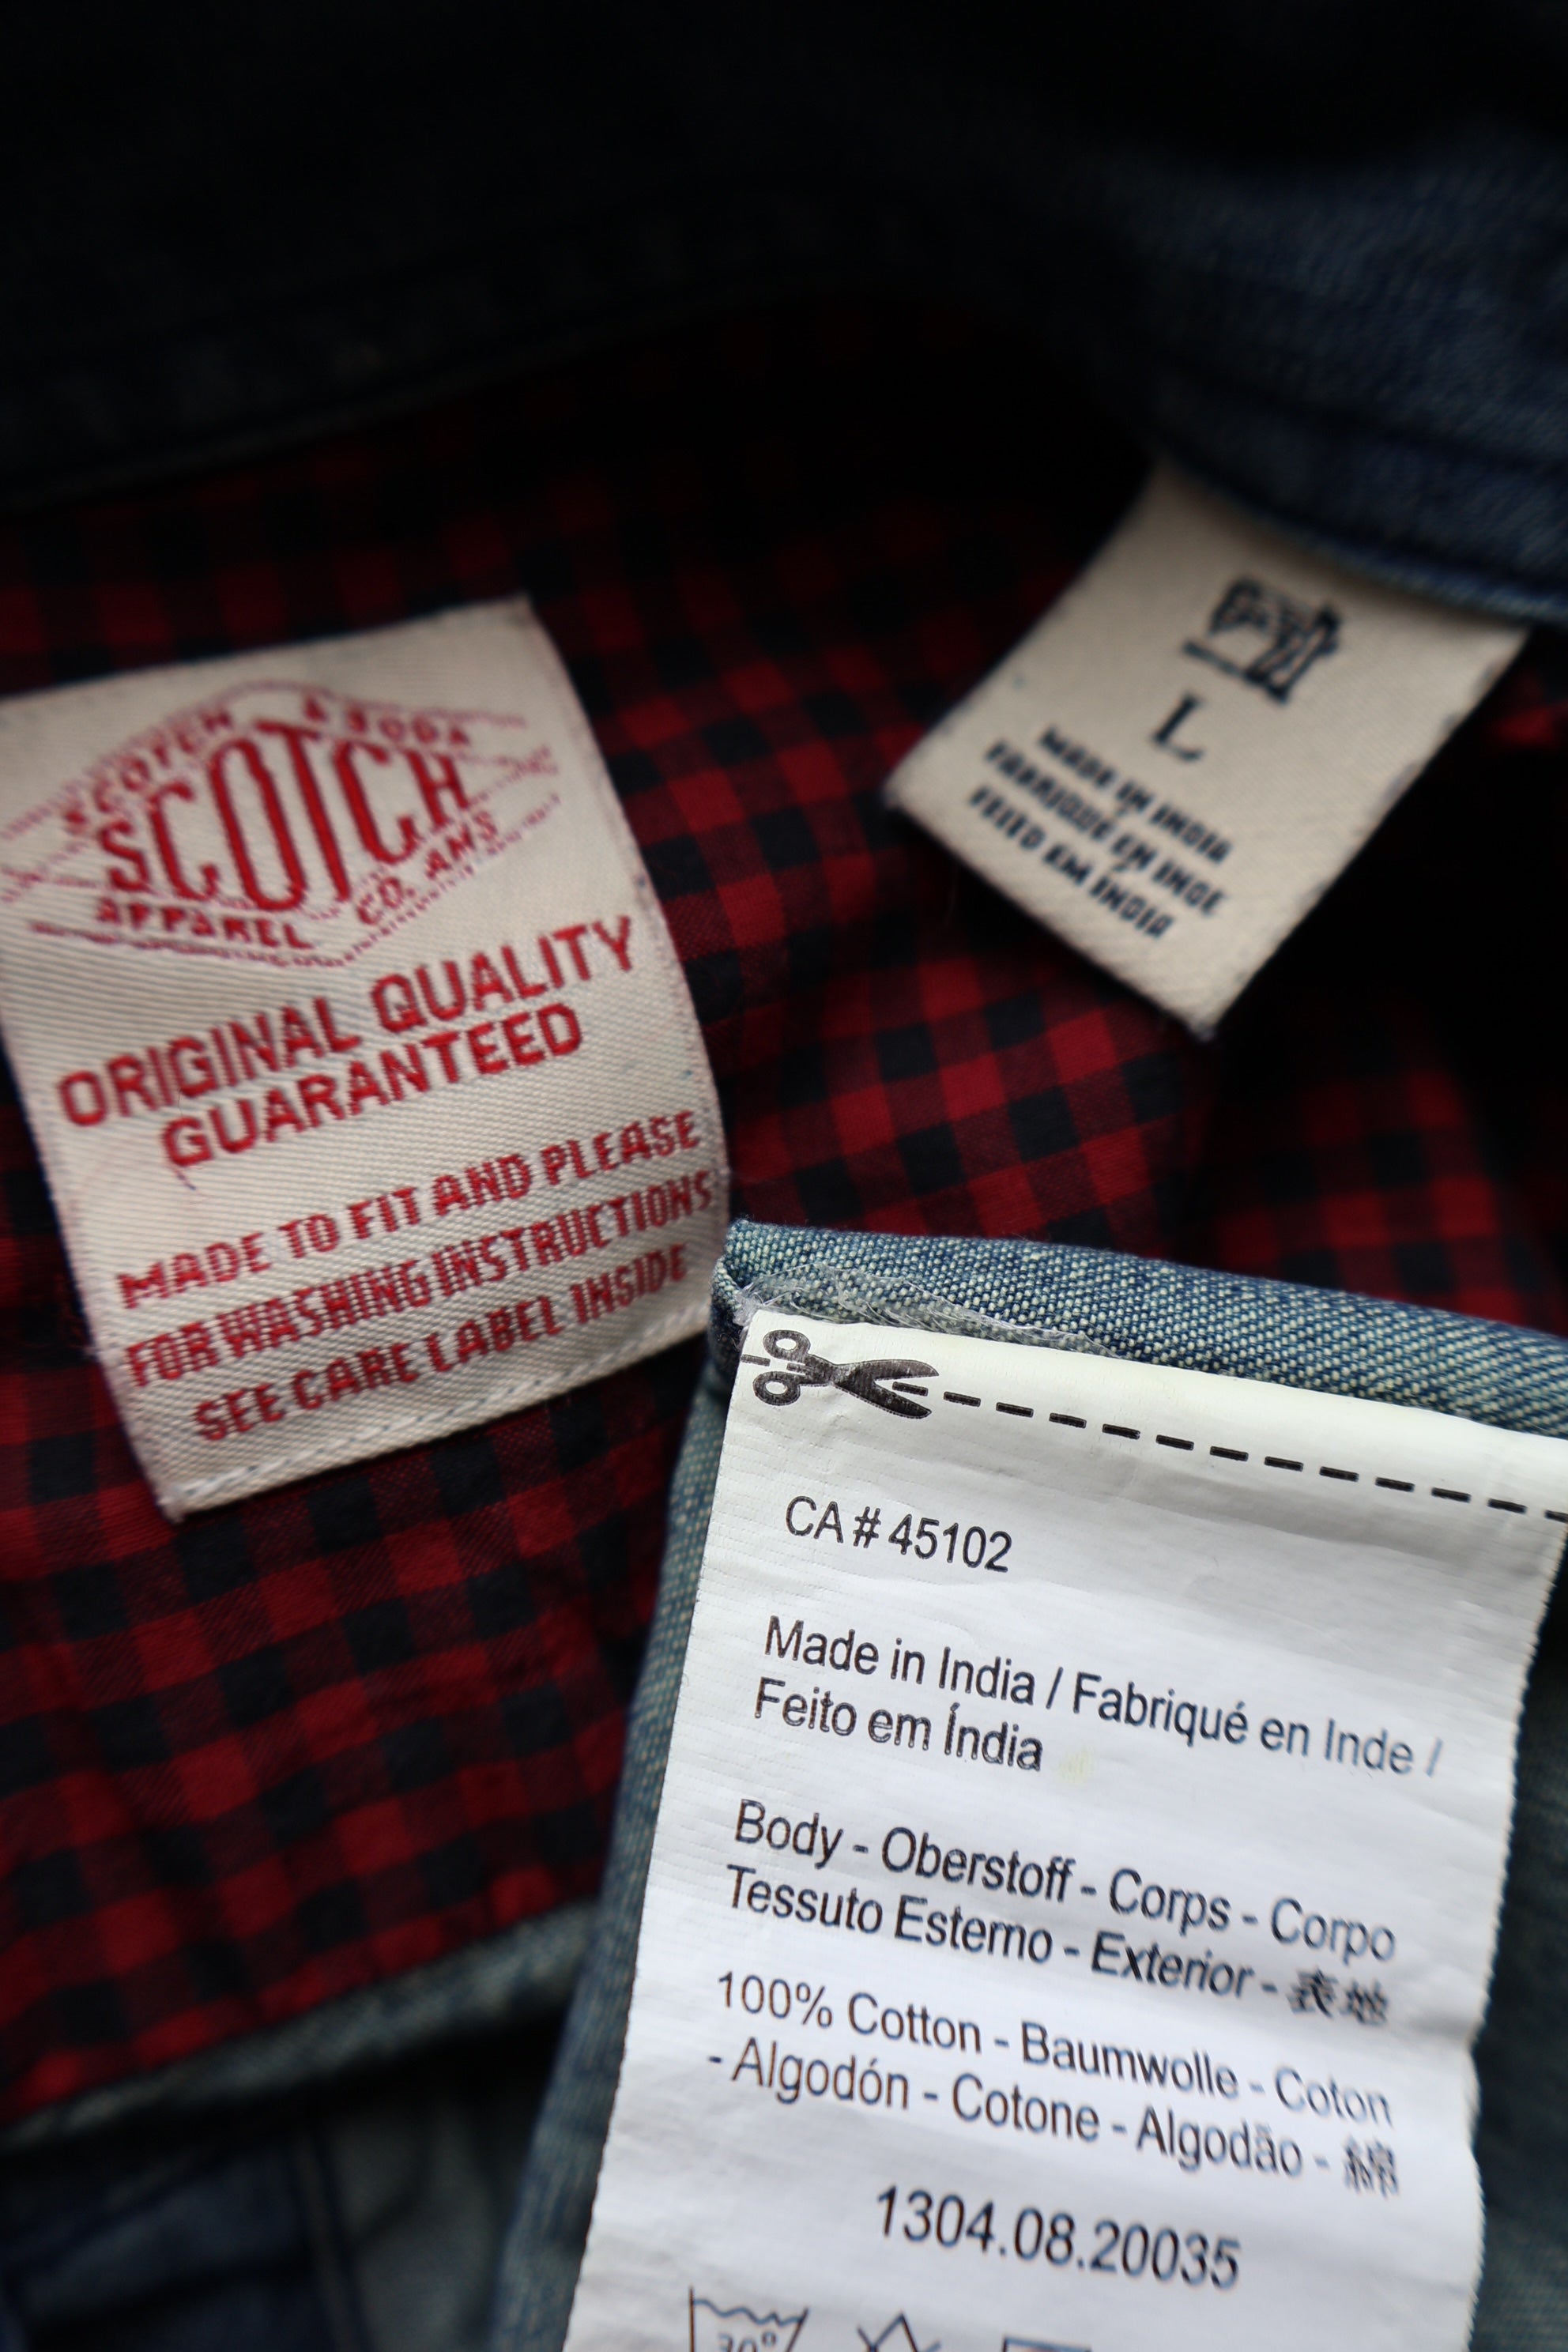 SCOTCH & SODA
SCOTCH
APPAREL CO. AMS
ORIGINAL QUALITY
GUARANTEED
MADE TO FIT AND PLEASE
FOR WASHING INSTRUCTIONS
SEE CARE LABEL INSIDE
L
MADE IN INDIA
FABRIQUÉ EN INDE
FEITO EM ÍNDIA
CA # 45102
Made in India / Fabriqué en Inde /
Feito em Índia
Body - Oberstoff - Corps - Corpo
Tessuto Esterno - Exterior - 表地
100% Cotton - Baumwolle - Coton
- Algodón - Cotone - Algodão - 綿
1304.08.20035
30°